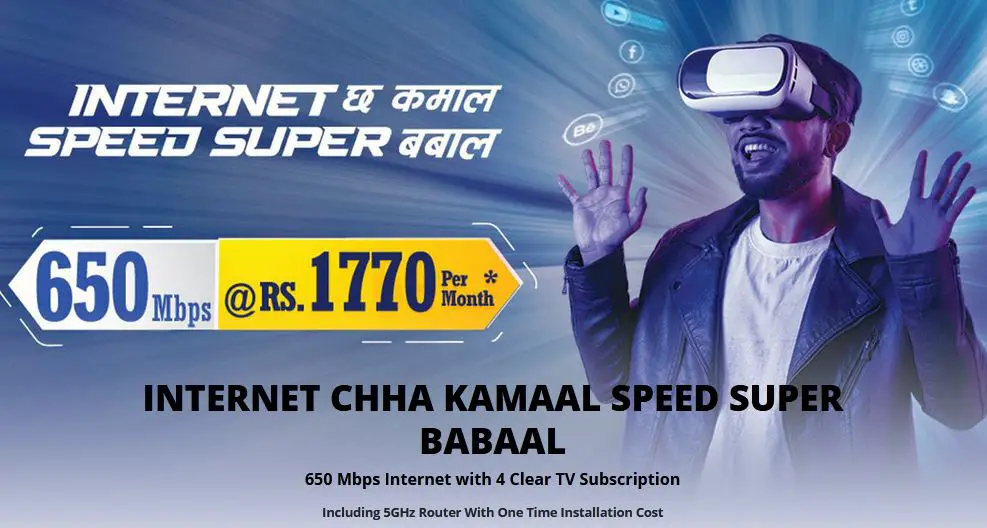 INTERNET छ कमाल
SPEED SUPER बबाल
Bē
650 Mbps @ RS. 1770 Per Month *
INTERNET CHHA KAMAAL SPEED SUPER
BABAAL
650 Mbps Internet with 4 Clear TV Subscription
Including 5GHz Router With One Time Installation Cost